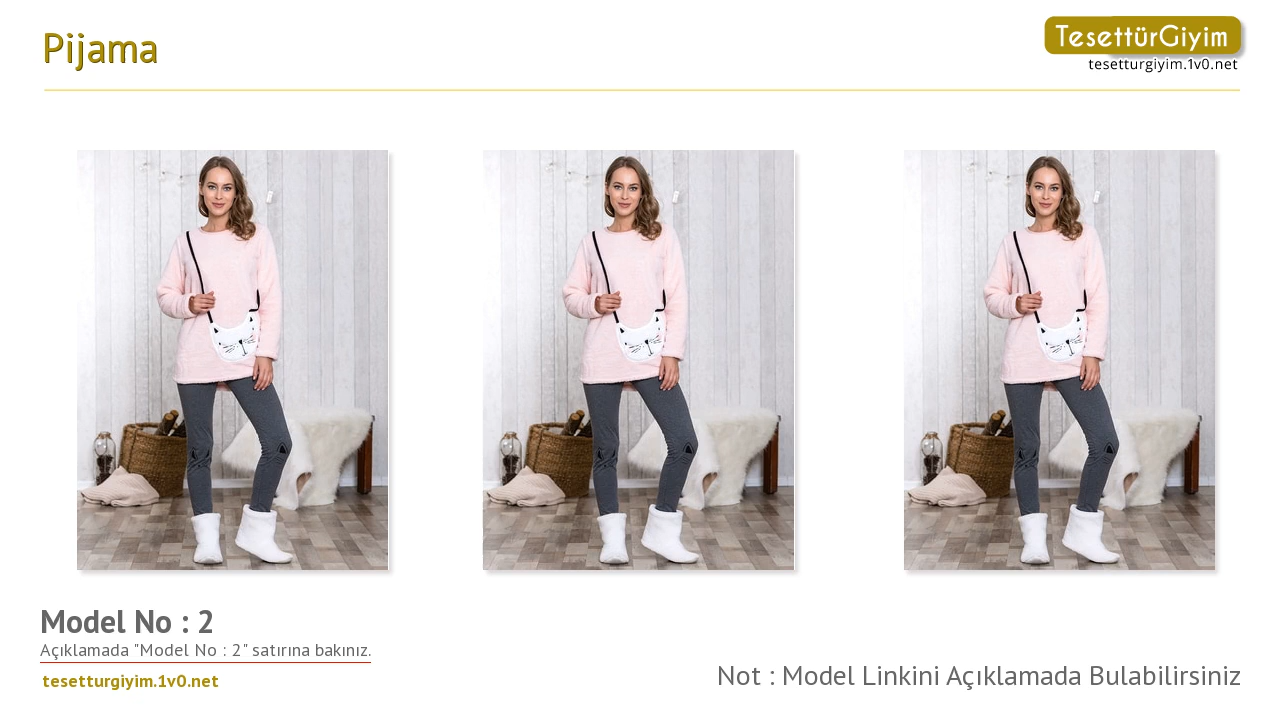 Pijama
TesettürGiyim
tesetturgiyim.1v0.net
Model No : 2
Açıklamada "Model No : 2" satırına bakınız.
tesetturgiyim.1v0.net
Not : Model Linkini Açıklamada Bulabilirsiniz